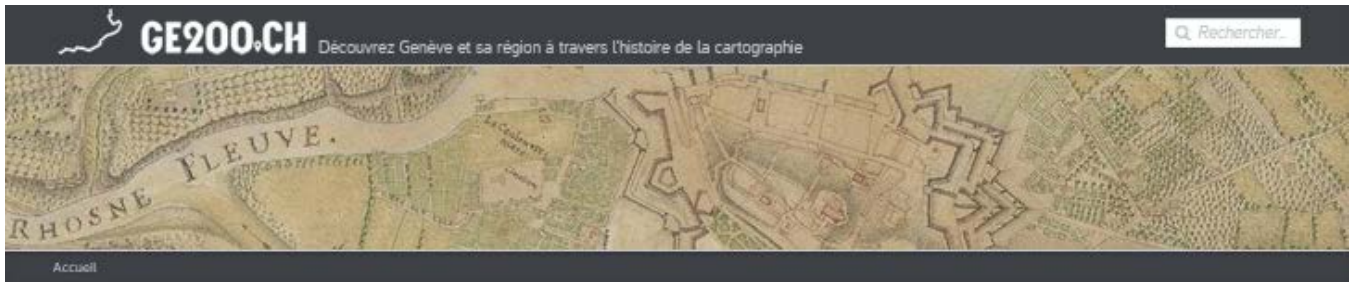 GE200.CH Découvrez Genève et sa région à travers l'histoire de la cartographie
Rechercher...
RHOSNE FLEUVE.
Accueil